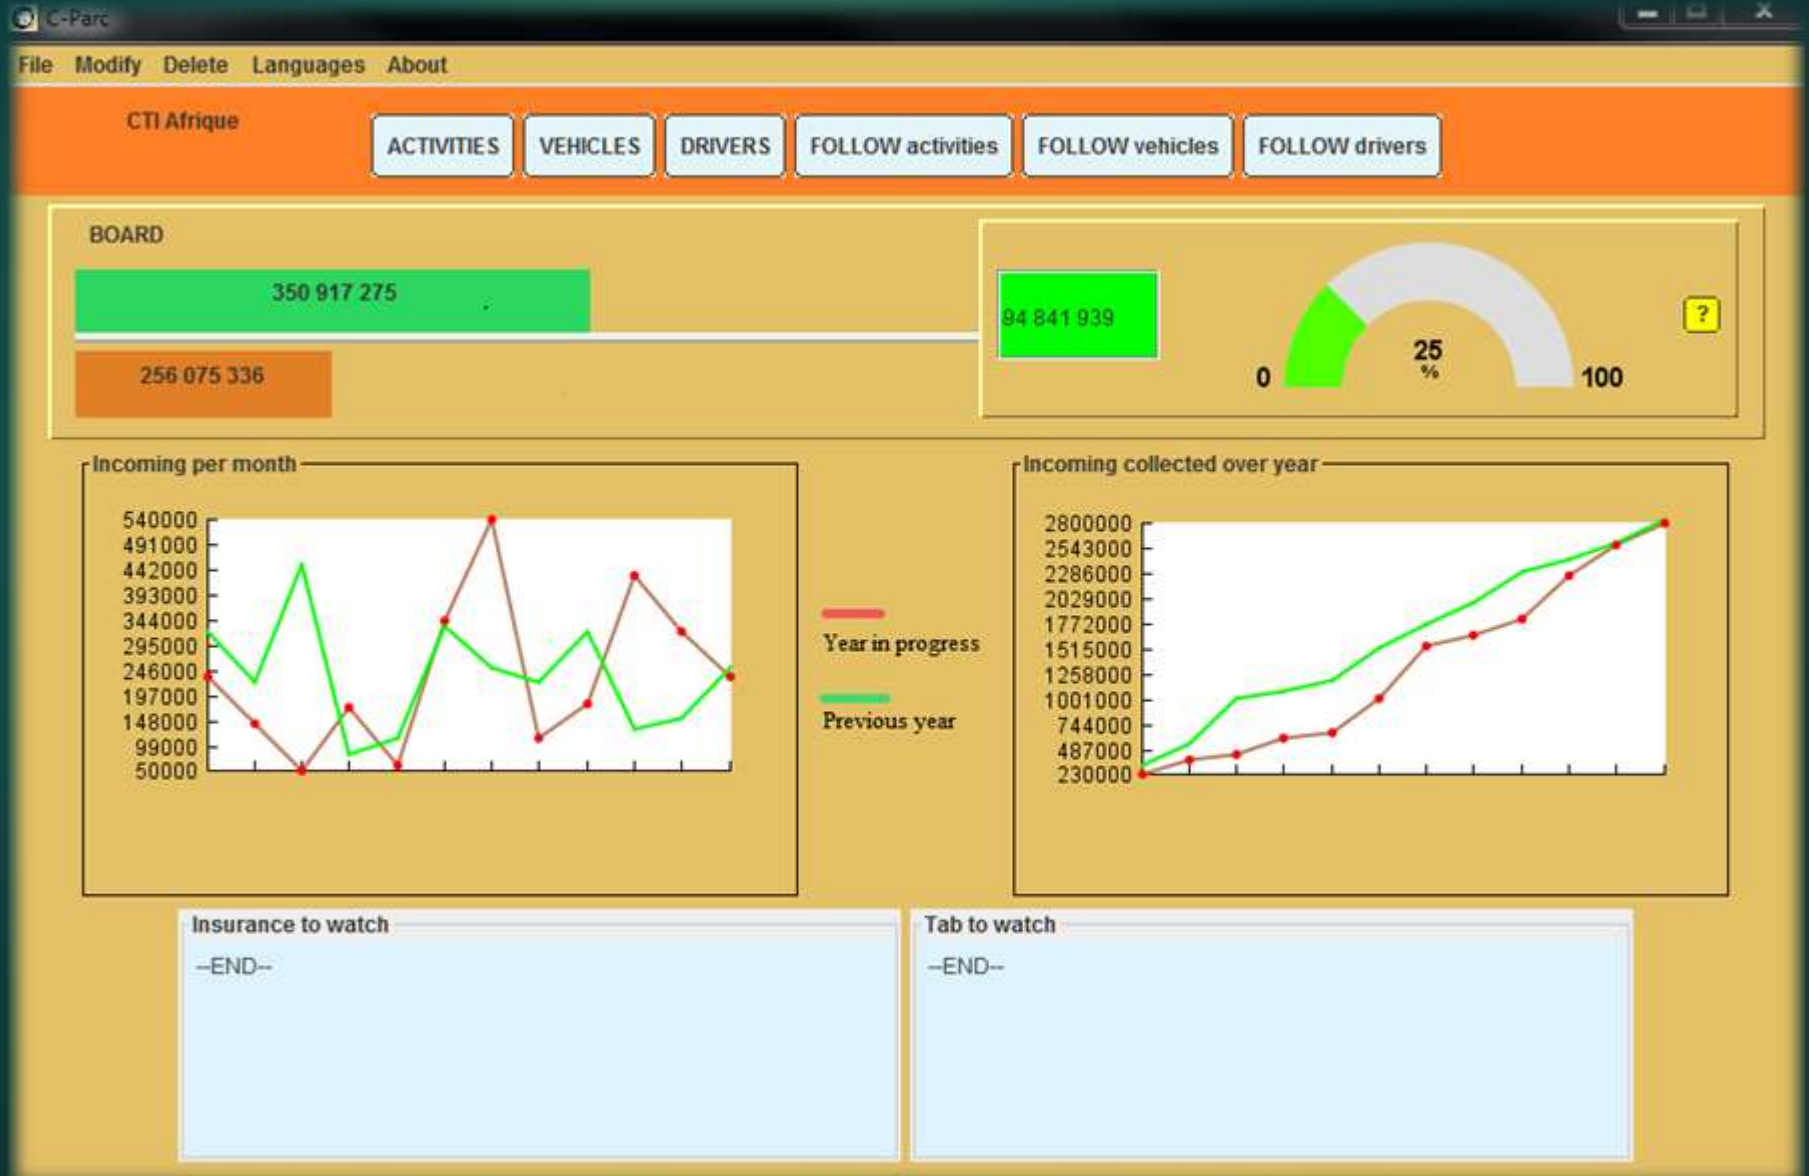 C-Parc
File Modify Delete Languages About
CTI Afrique
ACTIVITIES VEHICLES DRIVERS FOLLOW activities FOLLOW vehicles FOLLOW drivers
BOARD
350 917 275
256 075 336
94 841 939
0 25 % 100
?
Incoming per month
540000
491000
442000
393000
344000
295000
246000
197000
148000
99000
50000
Year in progress
Previous year
Incoming collected over year
2800000
2543000
2286000
2029000
1772000
1515000
1258000
1001000
744000
487000
230000
Insurance to watch
--END--
Tab to watch
--END--